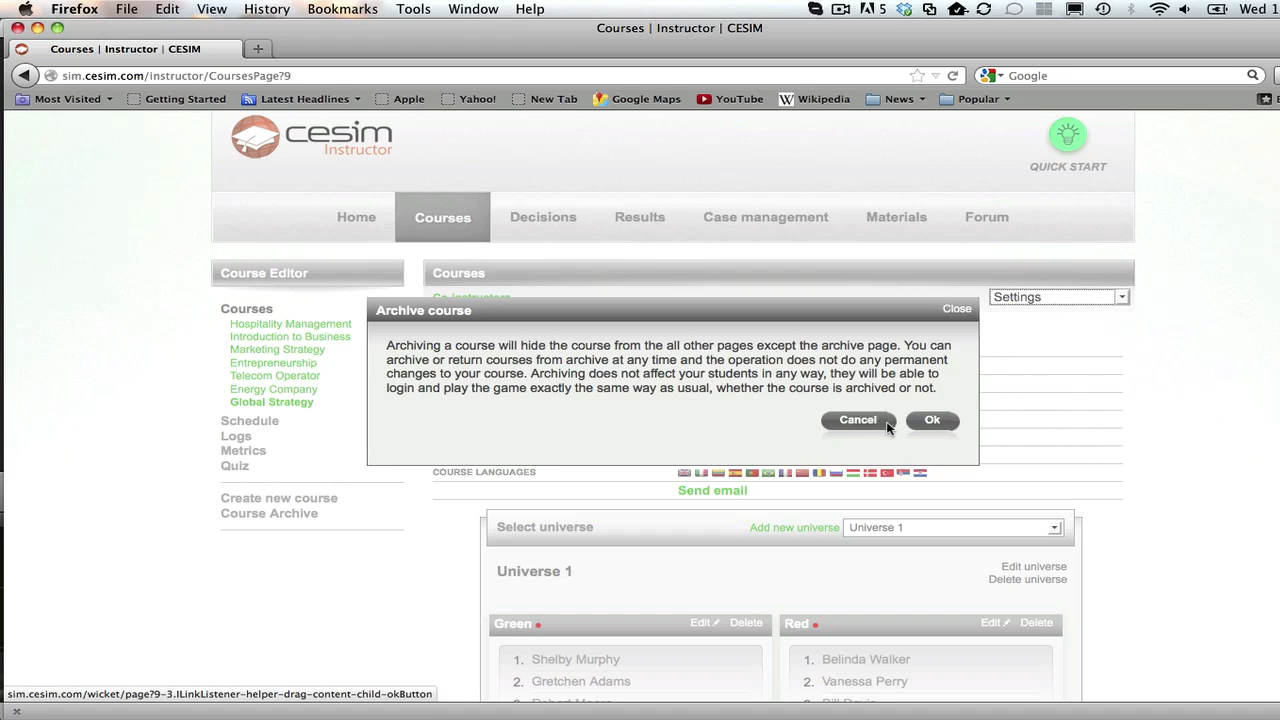 Firefox File Edit View History Bookmarks Tools Window Help
5
Wed 1
Courses | Instructor | CESIM
Courses | Instructor | CESIM
sim.cesim.com/instructor/CoursesPage?9
Google
Most Visited Getting Started Latest Headlines Apple Yahoo! New Tab Google Maps YouTube Wikipedia News Popular
cesim
Instructor
QUICK START
Home Courses Decisions Results Case management Materials Forum
Course Editor
Courses
Hospitality Management
Introduction to Business
Marketing Strategy
Entrepreneurship
Telecom Operator
Energy Company
Global Strategy
Schedule
Logs
Metrics
Quiz
Create new course
Course Archive
Courses
Co-instructors
Settings
Archive course
Close
Archiving a course will hide the course from the all other pages except the archive page. You can
archive or return courses from archive at any time and the operation does not do any permanent
changes to your course. Archiving does not affect your students in any way, they will be able to
login and play the game exactly the same way as usual, whether the course is archived or not.
Cancel Ok
COURSE LANGUAGES
Send email
Select universe Add new universe Universe 1
Universe 1
Edit universe
Delete universe
Green Edit Delete
1. Shelby Murphy
2. Gretchen Adams
Red Edit Delete
1. Belinda Walker
2. Vanessa Perry
sim.cesim.com/wicket/page?9-3.ILinkListener-helper-drag-content-child-okButton